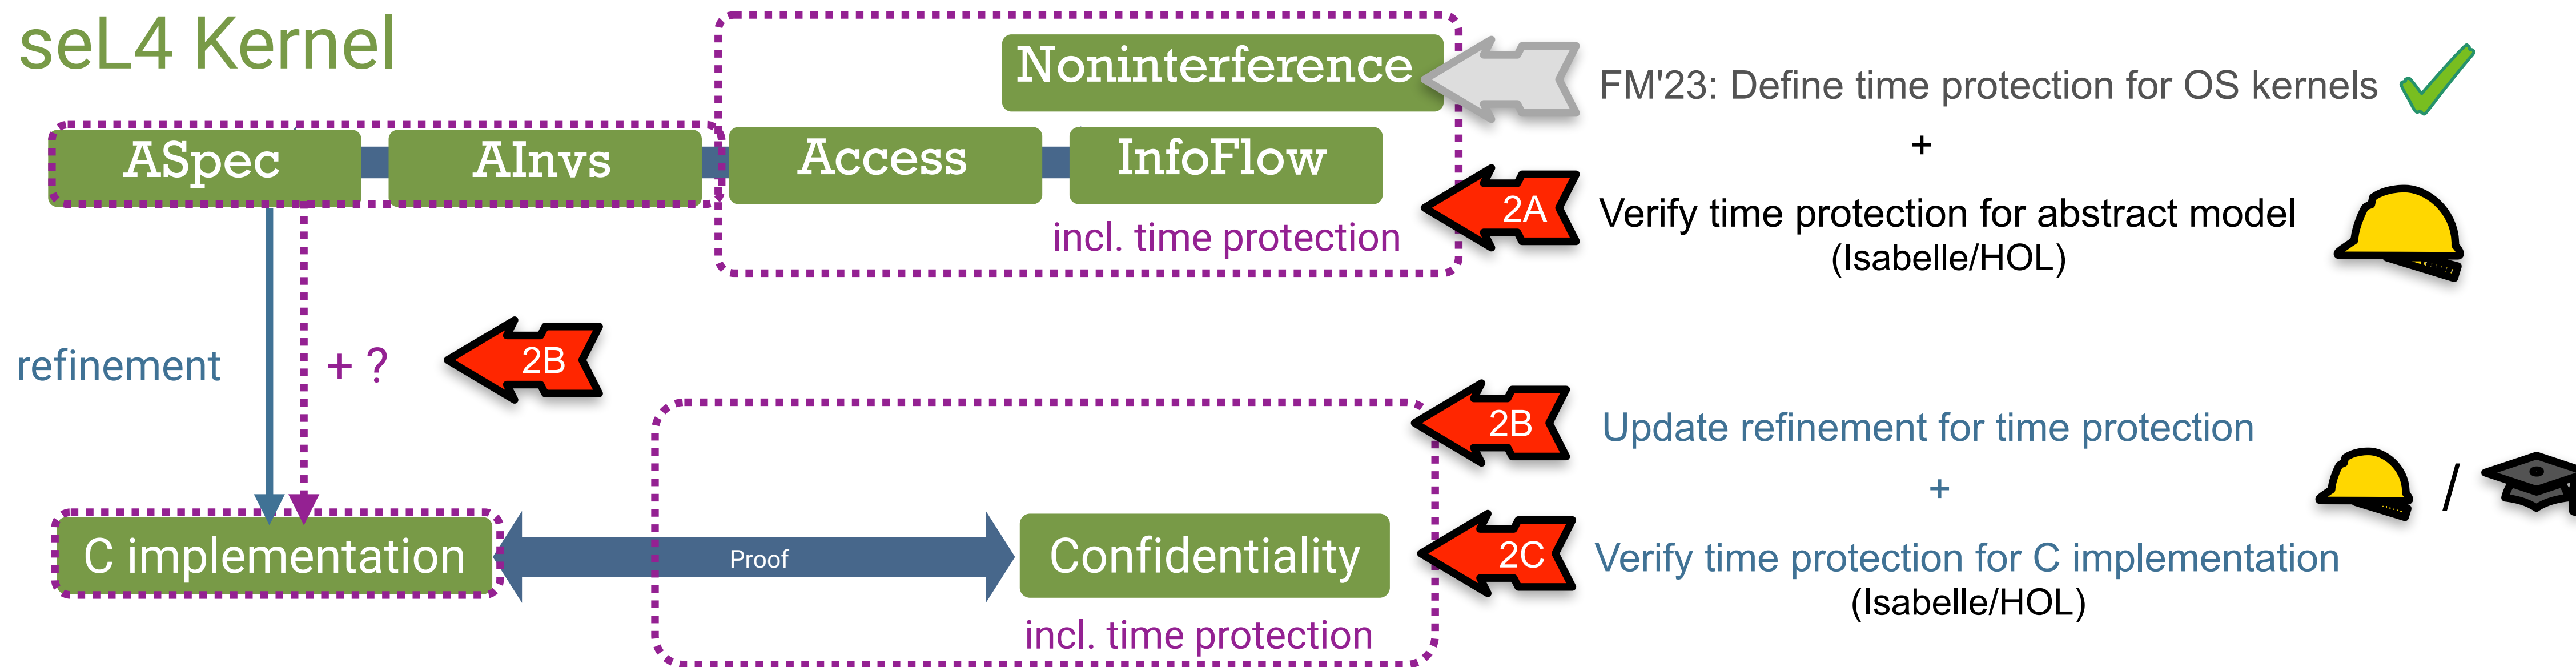 seL4 Kernel
Noninterference
FM'23: Define time protection for OS kernels
+
ASpec
AInvs
Access
InfoFlow
2A
Verify time protection for abstract model
(Isabelle/HOL)
incl. time protection
refinement
+ ?
2B
2B
Update refinement for time protection
+
/
C implementation
Proof
Confidentiality
2C
Verify time protection for C implementation
(Isabelle/HOL)
incl. time protection